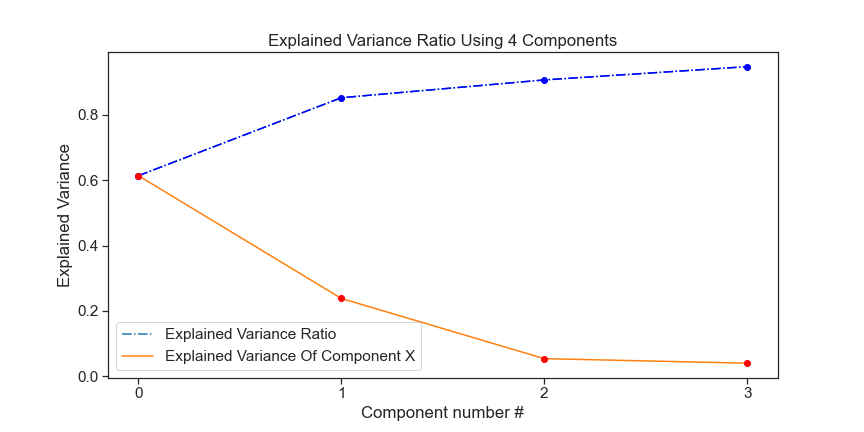 Explained Variance Ratio Using 4 Components
Explained Variance
0.8
0.6
0.4
0.2
0.0
Explained Variance Ratio
Explained Variance Of Component X
0 1 2 3
Component number #